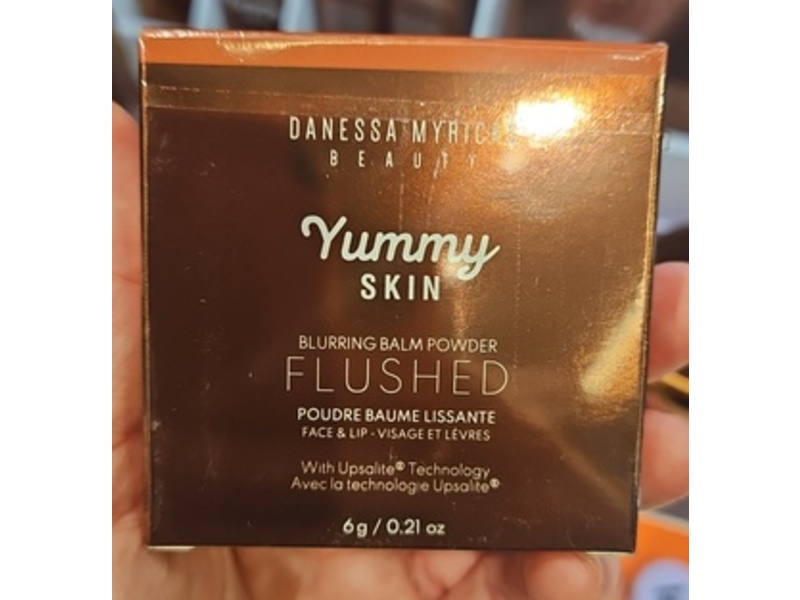 DANESSA MYRICKS
BEAUTY
Yummy
SKIN
BLURRING BALM POWDER
FLUSHED
POUDRE BAUME LISSANTE
FACE & LIP - VISAGE ET LÈVRES
With Upsalite® Technology
Avec la technologie Upsalite®
6g / 0.21 oz